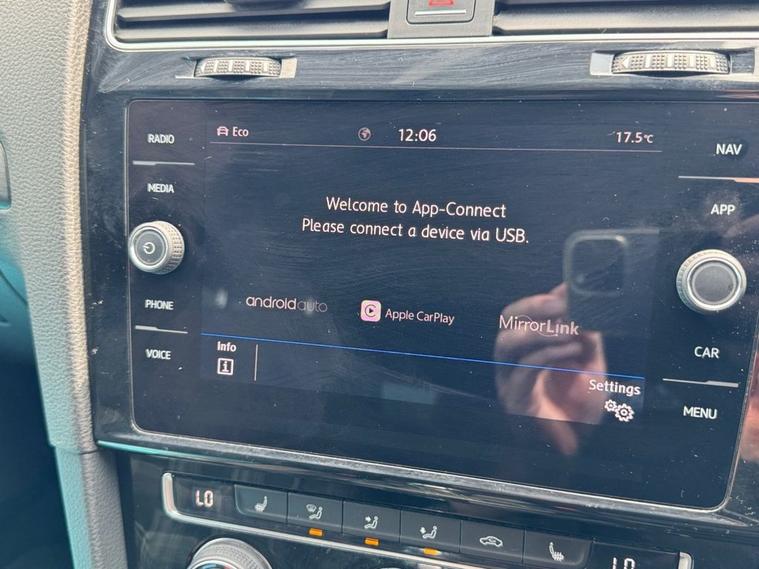 RADIO
MEDIA
PHONE
VOICE
Eco
12:06
17.5°C
Welcome to App-Connect
Please connect a device via USB.
androidauto
Apple CarPlay
MirrorLink
Info
Settings
NAV
APP
CAR
MENU
LO
LO